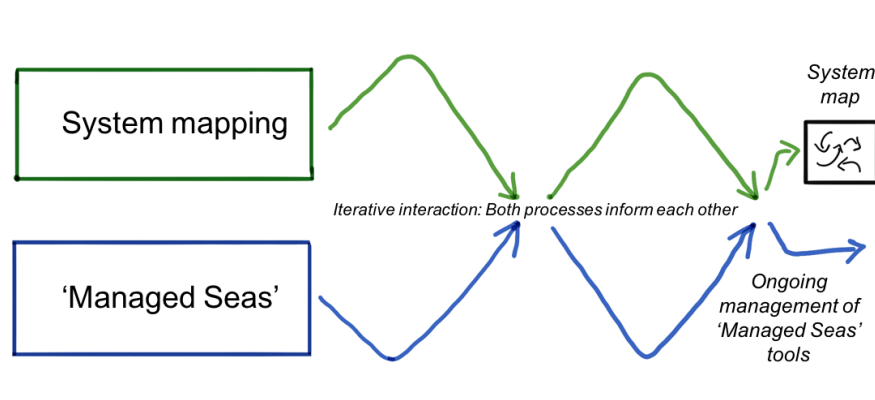 System
map
System mapping
Iterative interaction: Both processes inform each other
‘Managed Seas’
Ongoing
management of
‘Managed Seas’
tools